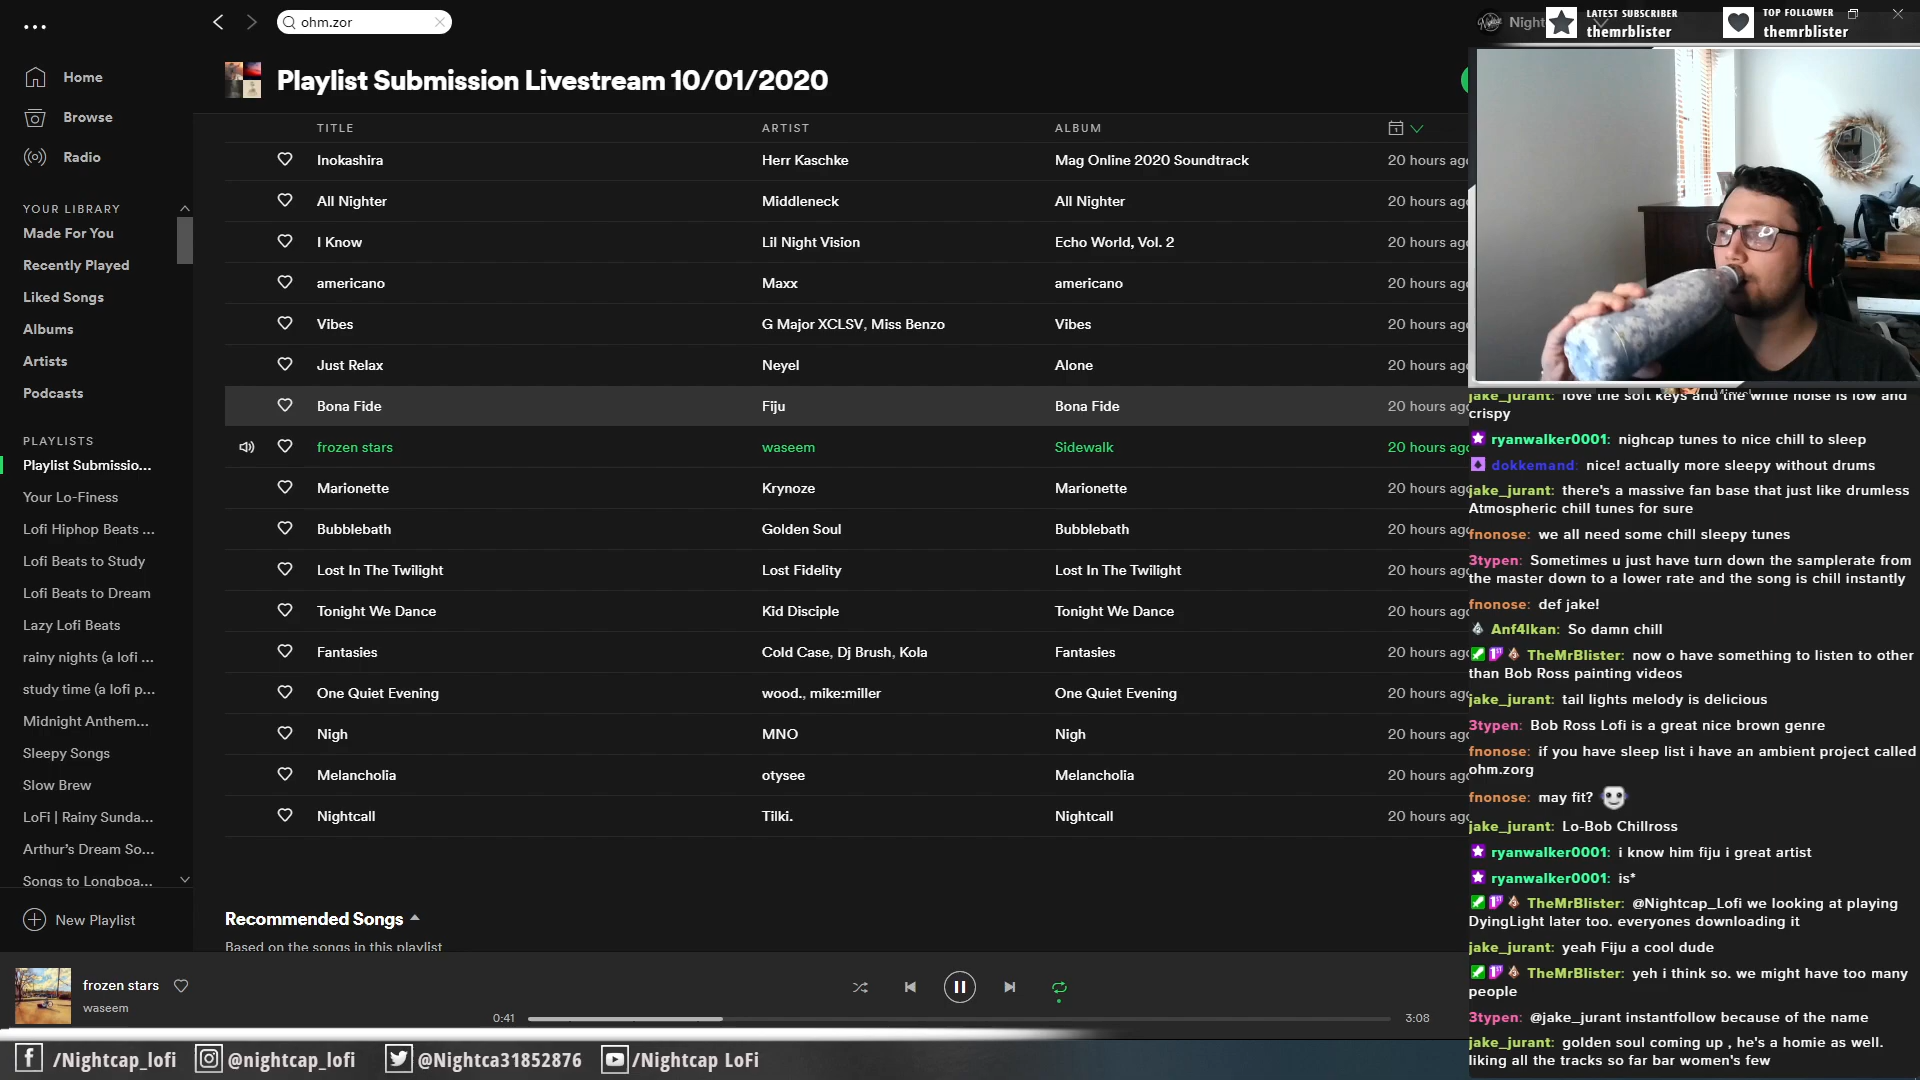 ohm.zor
Night
LATEST SUBSCRIBER
themrblister
TOP FOLLOWER
themrblister
Home
Browse
Radio
YOUR LIBRARY
Made For You
Recently Played
Liked Songs
Albums
Artists
Podcasts
PLAYLISTS
Playlist Submissio...
Your Lo-Finess
Lofi Hiphop Beats ...
Lofi Beats to Study
Lofi Beats to Dream
Lazy Lofi Beats
rainy nights (a lofi ...
study time (a lofi p...
Midnight Anthem...
Sleepy Songs
Slow Brew
LoFi | Rainy Sunda...
Arthur's Dream So...
Songs to Longboa...
New Playlist
Playlist Submission Livestream 10/01/2020
TITLE ARTIST ALBUM
Inokashira Herr Kaschke Mag Online 2020 Soundtrack 20 hours ago
All Nighter Middleneck All Nighter 20 hours ago
I Know Lil Night Vision Echo World, Vol. 2 20 hours ago
americano Maxx americano 20 hours ago
Vibes G Major XCLSV, Miss Benzo Vibes 20 hours ago
Just Relax Neyel Alone 20 hours ago
Bona Fide Fiju Bona Fide 20 hours ago
frozen stars waseem Sidewalk 20 hours ago
Marionette Krynoze Marionette 20 hours ago
Bubblebath Golden Soul Bubblebath 20 hours ago
Lost In The Twilight Lost Fidelity Lost In The Twilight 20 hours ago
Tonight We Dance Kid Disciple Tonight We Dance 20 hours ago
Fantasies Cold Case, Dj Brush, Kola Fantasies 20 hours ago
One Quiet Evening wood., mike:miller One Quiet Evening 20 hours ago
Nigh MNO Nigh 20 hours ago
Melancholia otysee Melancholia 20 hours ago
Nightcall Tilki. Nightcall 20 hours ago
Recommended Songs
Based on the songs in this playlist
jake_jurant: love the soft keys and the white noise is low and
crispy
ryanwalker0001: nighcap tunes to nice chill to sleep
dokkemand: nice! actually more sleepy without drums
jake_jurant: there's a massive fan base that just like drumless
Atmospheric chill tunes for sure
fnonose: we all need some chill sleepy tunes
3typen: Sometimes u just have turn down the samplerate from
the master down to a lower rate and the song is chill instantly
fnonose: def jake!
Anf4lkan: So damn chill
TheMrBlister: now o have something to listen to other
than Bob Ross painting videos
jake_jurant: tail lights melody is delicious
3typen: Bob Ross Lofi is a great nice brown genre
fnonose: if you have sleep list i have an ambient project called
ohm.zorg
fnonose: may fit?
jake_jurant: Lo-Bob Chillross
ryanwalker0001: i know him fiju i great artist
ryanwalker0001: is*
TheMrBlister: @Nightcap_Lofi we looking at playing
DyingLight later too. everyones downloading it
jake_jurant: yeah Fiju a cool dude
TheMrBlister: yeh i think so. we might have too many
people
3typen: @jake_jurant instantfollow because of the name
jake_jurant: golden soul coming up , he's a homie as well.
liking all the tracks so far bar women's few
frozen stars
waseem
0:41 3:08
/Nightcap_lofi @nightcap_lofi @Nightca31852876 /Nightcap LoFi